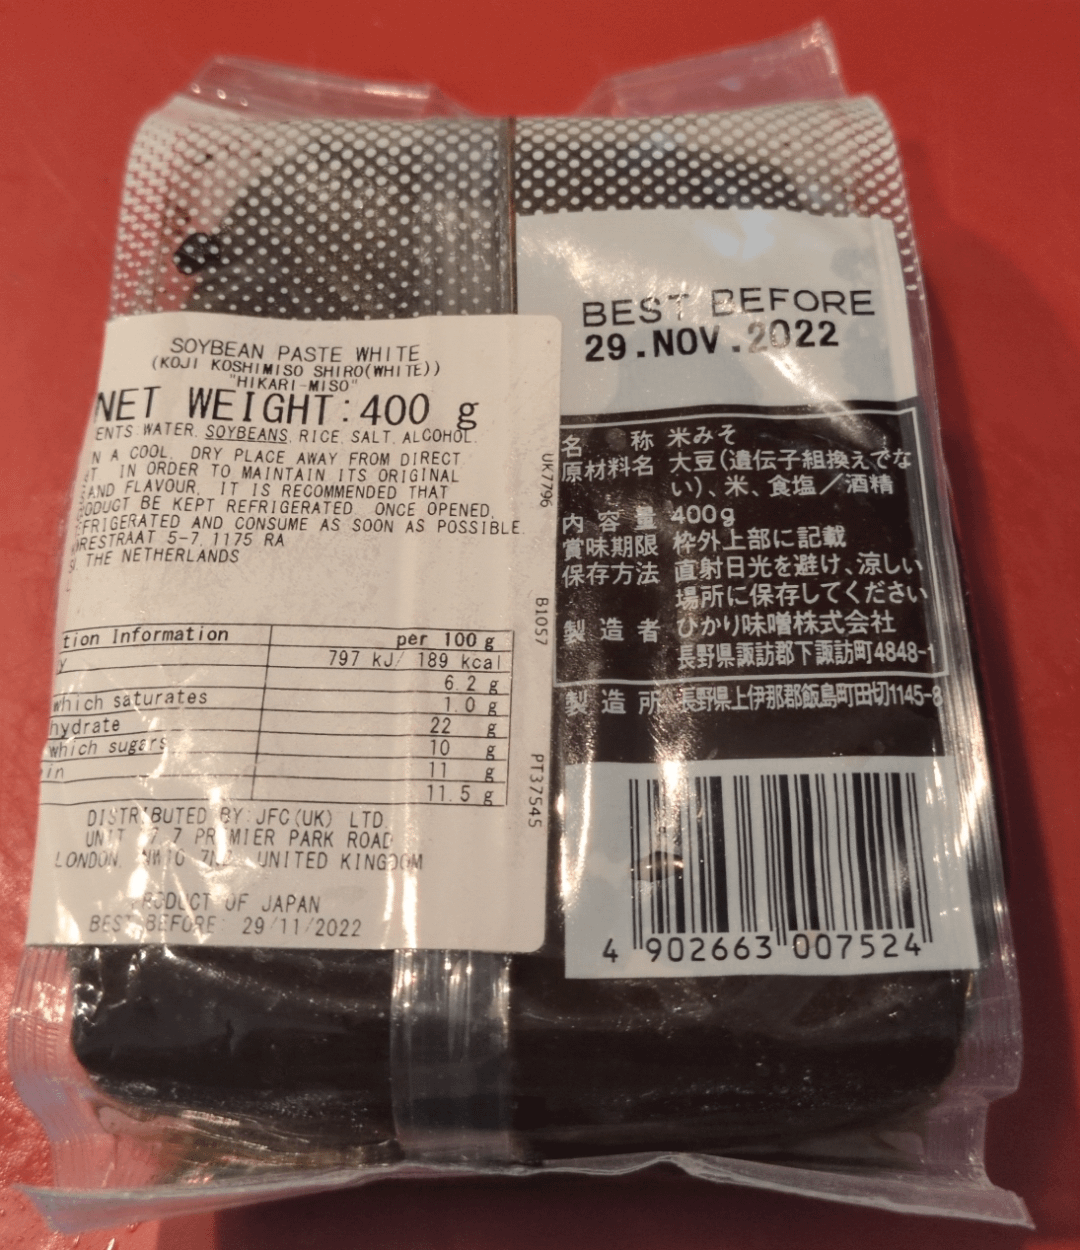 SOYBEAN PASTE WHITE
(KOJI KOSHIMISO SHIRO(WHITE))
"HIKARI-MISO"
NET WEIGHT:400 g
ENTS WATER, SOYBEANS, RICE, SALT, ALCOHOL.
N A COOL, DRY PLACE AWAY FROM DIRECT
T. IN ORDER TO MAINTAIN ITS ORIGINAL
AND FLAVOUR, IT IS RECOMMENDED THAT
ODUCT BE KEPT REFRIGERATED. ONCE OPENED,
FRIGERATED AND CONSUME AS SOON AS POSSIBLE.
RESTRAAT 5-7, 1175 RA
THE NETHERLANDS
tion Information per 100 g
y 797 kJ/ 189 kcal
6.2 g
which saturates 1.0 g
hydrate 22 g
which sugars 10 g
in 11 g
11.5 g
DISTRIBUTED BY:JFC(UK) LTD
UNIT 7, PREMIER PARK ROAD
LONDON, UNITED KINGDOM
PRODUCT OF JAPAN
BEST BEFORE: 29/11/2022
UK7796
B1057
PT37545
BEST BEFORE
29.NOV.2022
名称 米みそ
原材料名 大豆(遺伝子組換えでな
い)、米、食塩/酒精
内容量 400g
賞味期限 枠外上部に記載
保存方法 直射日光を避け、涼しい
場所に保存してください
製造者 ひかり味噌株式会社
長野県諏訪郡下諏訪町4848-1
製造所 長野県上伊那郡飯島町田切1145-8
4 902663 007524